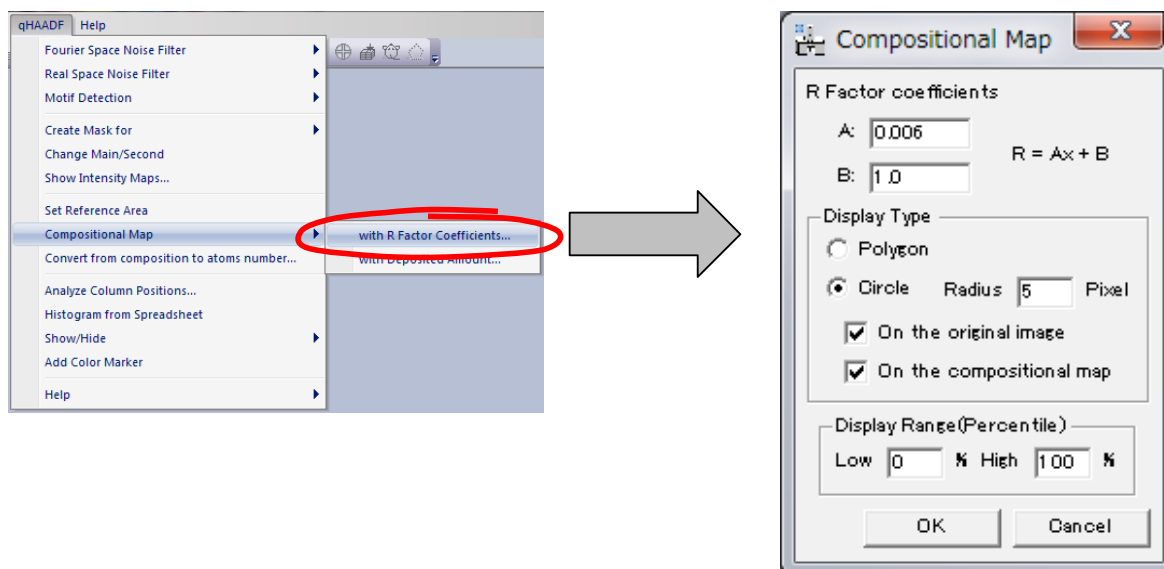 qHAADF Help
Fourier Space Noise Filter
Real Space Noise Filter
Motif Detection
Create Mask for
Change Main/Second
Show Intensity Maps...
Set Reference Area
Compositional Map
with R Factor Coefficients...
Convert from composition to atoms number...
with Deposited Amount...
Analyze Column Positions...
Histogram from Spreadsheet
Show/Hide
Add Color Marker
Help
Compositional Map
R Factor coefficients
A: 0.006
R = Ax + B
B: 1.0
Display Type
Polygon
Circle Radius 5 Pixel
On the original image
On the compositional map
Display Range(Percentile)
Low 0 % High 100 %
OK Cancel